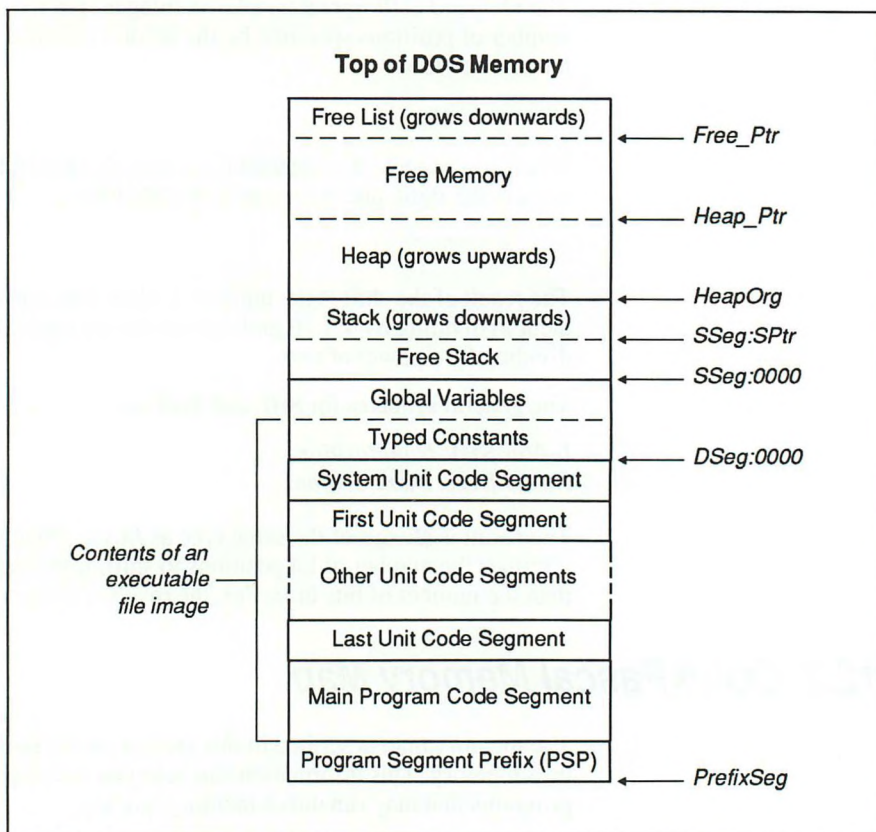 Top of DOS Memory
Free List (grows downwards)
Free_Ptr
Free Memory
Heap_Ptr
Heap (grows upwards)
HeapOrg
Stack (grows downwards)
SSeg:SPtr
Free Stack
SSeg:0000
Global Variables
Typed Constants
DSeg:0000
System Unit Code Segment
First Unit Code Segment
Contents of an
executable
file image
Other Unit Code Segments
Last Unit Code Segment
Main Program Code Segment
Program Segment Prefix (PSP)
PrefixSeg